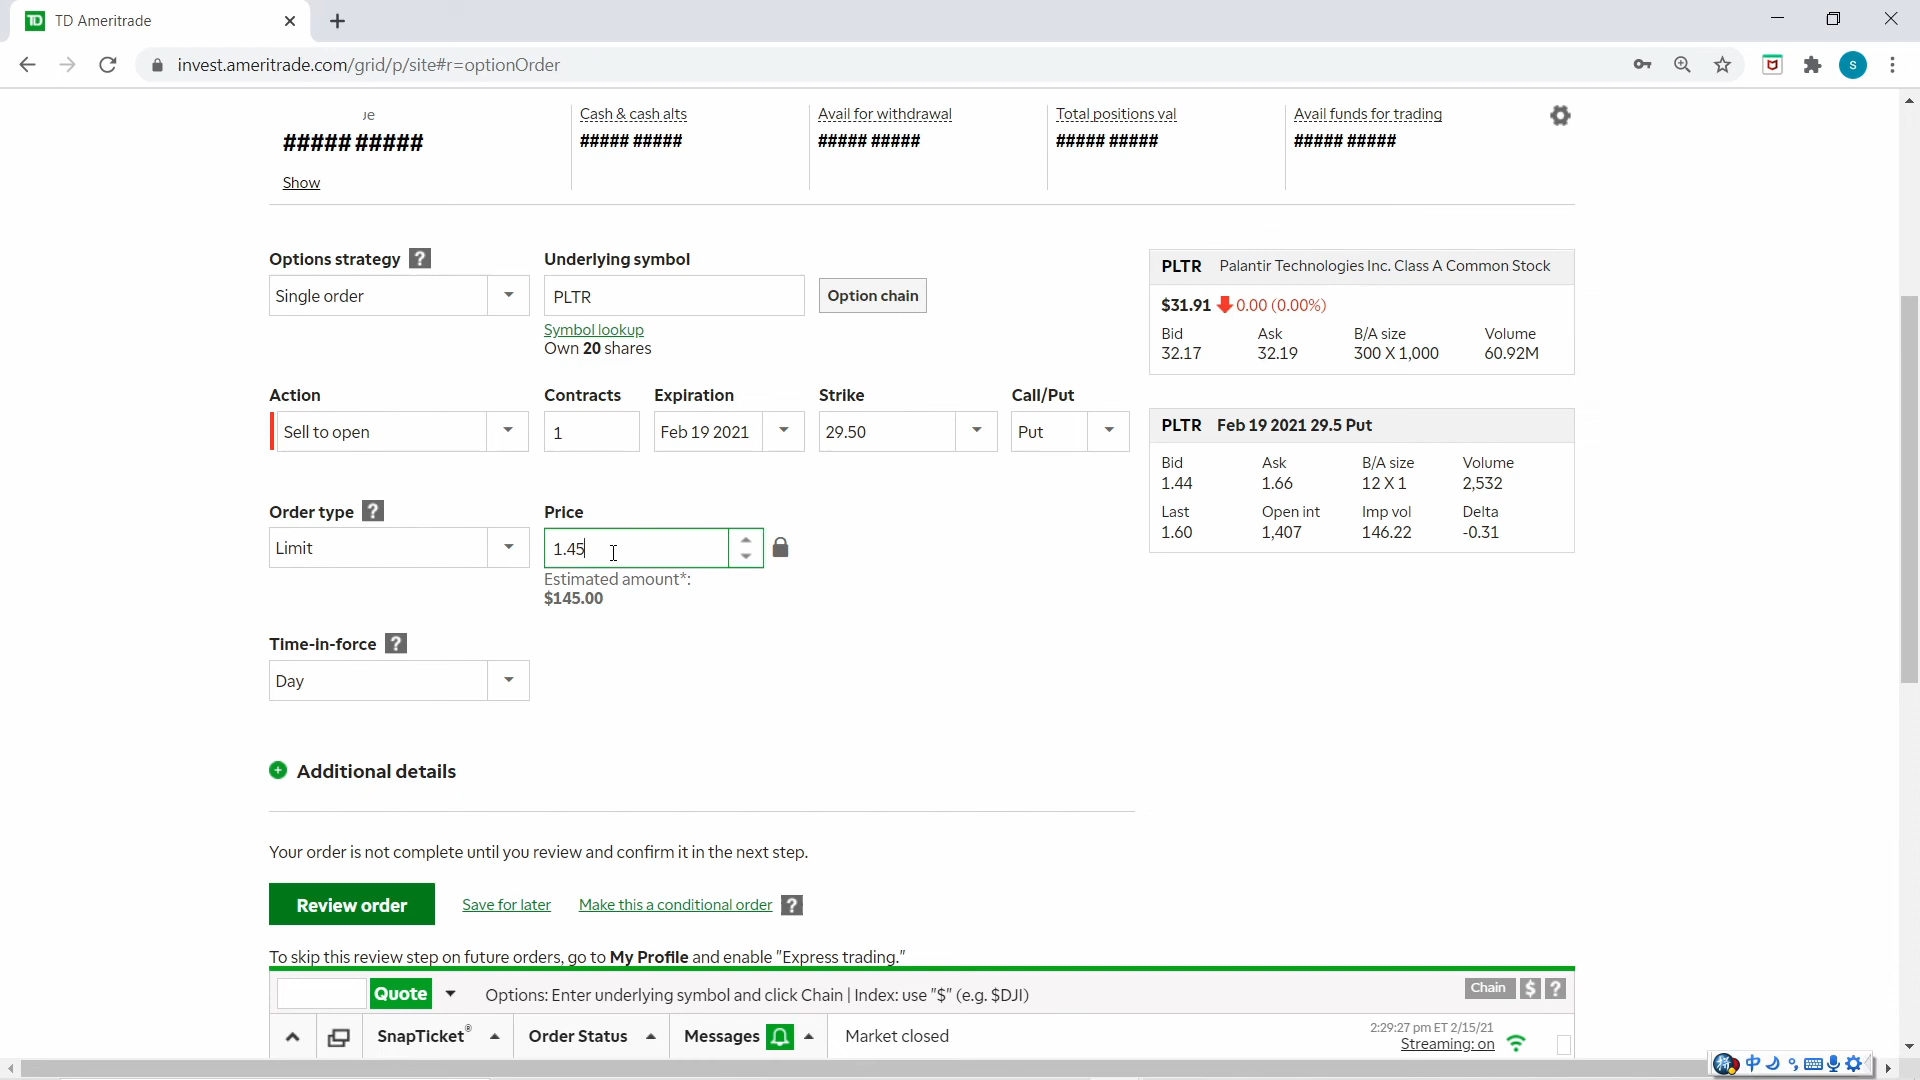 TD Ameritrade
invest.ameritrade.com/grid/p/site#r=optionOrder
S
##### #####
Show
Cash & cash alts
##### #####
Avail for withdrawal
##### #####
Total positions val
##### #####
Avail funds for trading
##### #####
Options strategy ?
Single order
Underlying symbol
PLTR
Option chain
Symbol lookup
Own 20 shares
PLTR Palantir Technologies Inc. Class A Common Stock
$31.91 0.00 (0.00%)
Bid Ask B/A size Volume
32.17 32.19 300 X 1,000 60.92M
Action Contracts Expiration Strike Call/Put
Sell to open 1 Feb 19 2021 29.50 Put
PLTR Feb 19 2021 29.5 Put
Bid Ask B/A size Volume
1.44 1.66 12 X 1 2,532
Last Open int Imp vol Delta
1.60 1,407 146.22 -0.31
Order type ? Price
Limit 1.45
Estimated amount*:
$145.00
Time-in-force ?
Day
Additional details
Your order is not complete until you review and confirm it in the next step.
Review order Save for later Make this a conditional order ?
To skip this review step on future orders, go to My Profile and enable "Express trading."
Quote Options: Enter underlying symbol and click Chain | Index: use "$" (e.g. $DJI) Chain $ ?
SnapTicket® Order Status Messages Market closed
2:29:27 pm ET 2/15/21
Streaming: on
中